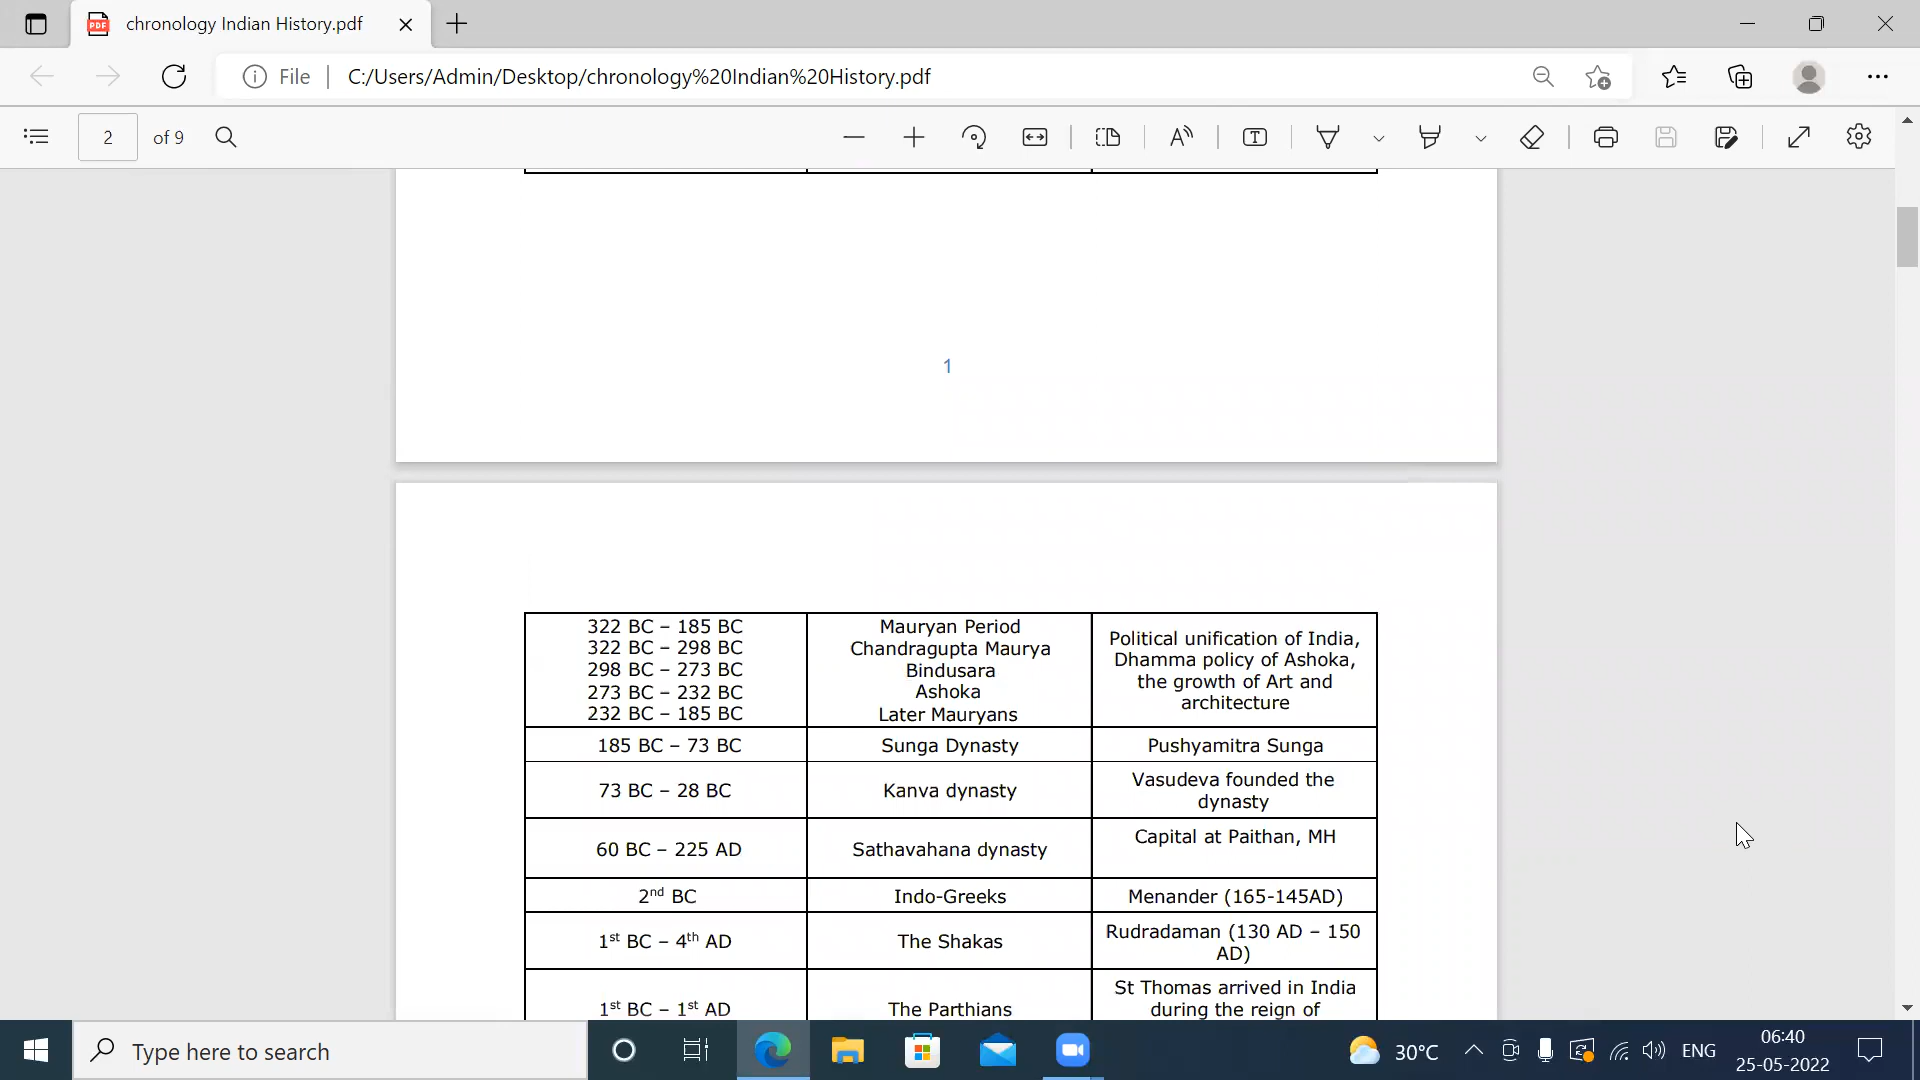 chronology Indian History.pdf
File
C:/Users/Admin/Desktop/chronology%20Indian%20History.pdf
2 of 9
1
322 BC – 185 BC
322 BC – 298 BC
298 BC – 273 BC
273 BC – 232 BC
232 BC – 185 BC
Mauryan Period
Chandragupta Maurya
Bindusara
Ashoka
Later Mauryans
Political unification of India,
Dhamma policy of Ashoka,
the growth of Art and
architecture
185 BC – 73 BC
Sunga Dynasty
Pushyamitra Sunga
73 BC – 28 BC
Kanva dynasty
Vasudeva founded the
dynasty
60 BC – 225 AD
Sathavahana dynasty
Capital at Paithan, MH
2nd BC
Indo-Greeks
Menander (165-145AD)
1st BC – 4th AD
The Shakas
Rudradaman (130 AD – 150
AD)
1st BC – 1st AD
The Parthians
St Thomas arrived in India
during the reign of
Type here to search
30°C
ENG
06:40
25-05-2022